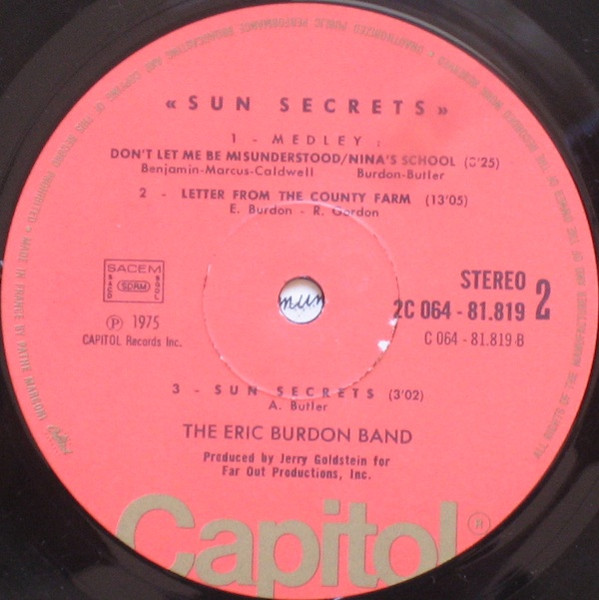 « SUN SECRETS »
1 - MEDLEY :
DON'T LET ME BE MISUNDERSTOOD/NINA'S SCHOOL (3'25)
Benjamin-Marcus-Caldwell Burdon-Butler
2 - LETTER FROM THE COUNTY FARM (13'05)
E. Burdon - R. Gordon
SACEM
SDRM
STEREO 2
2C 064 - 81.819
C 064 - 81.819 B
℗ 1975
CAPITOL Records Inc.
3 - SUN SECRETS (3'02)
A. Butler
THE ERIC BURDON BAND
Produced by Jerry Goldstein for
Far Out Productions, Inc.
Capitol ®
MADE IN FRANCE BY PATHE MARCONI